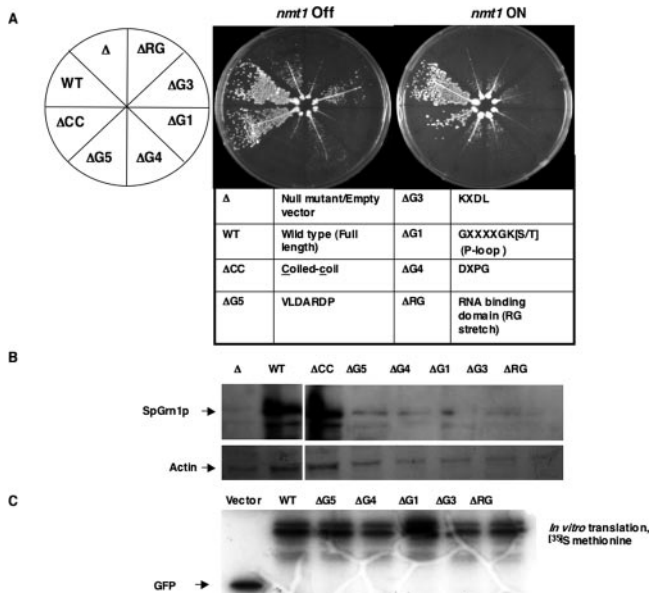 A
nmt1 Off
nmt1 ON
Δ
ΔRG
WT
ΔG3
ΔCC
ΔG1
ΔG5
ΔG4
Δ
Null mutant/Empty vector
ΔG3
KXDL
WT
Wild type (Full length)
ΔG1
GXXXXGK[S/T] (P-loop)
ΔCC
Coiled-coil
ΔG4
DXPG
ΔG5
VLDARDP
ΔRG
RNA binding domain (RG stretch)
B
Δ WT ΔCC ΔG5 ΔG4 ΔG1 ΔG3 ΔRG
SpGrn1p
Actin
C
Vector WT ΔG5 ΔG4 ΔG1 ΔG3 ΔRG
In vitro translation,
[³⁵S methionine
GFP